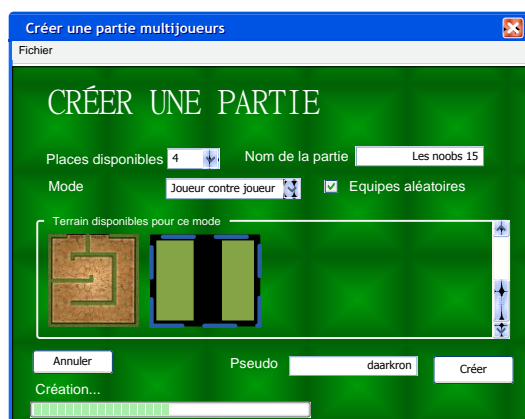 Créer une partie multijoueurs
Fichier
CRÉER UNE PARTIE
Places disponibles 4 Nom de la partie Les noobs 15
Mode Joueur contre joueur Equipes aléatoires
Terrain disponibles pour ce mode
Annuler Pseudo daarkron Créer
Création...